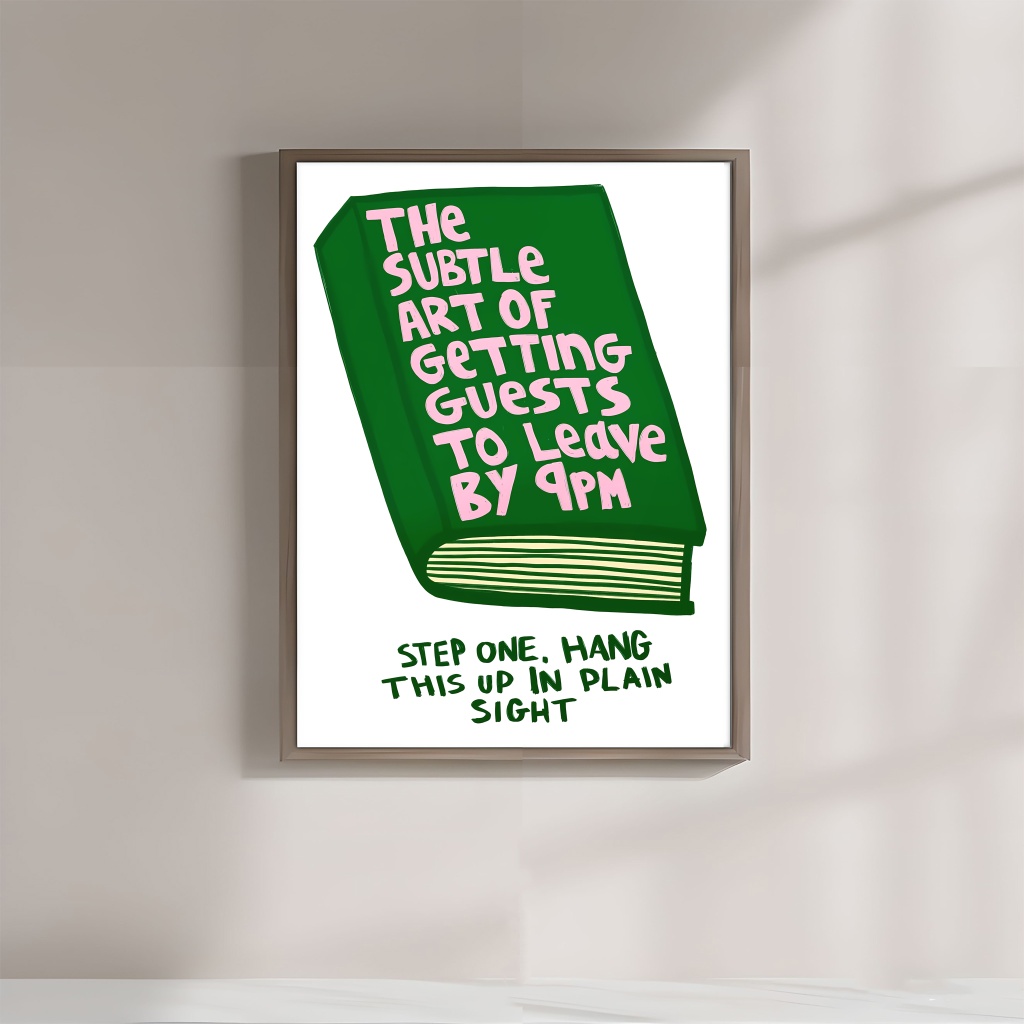 THe
SUBTLe
ART OF
GeTTInG
GUeSTS
TO Leave
BY 9PM
STEP ONE. HANG
THIS UP IN PLAIN
SIGHT